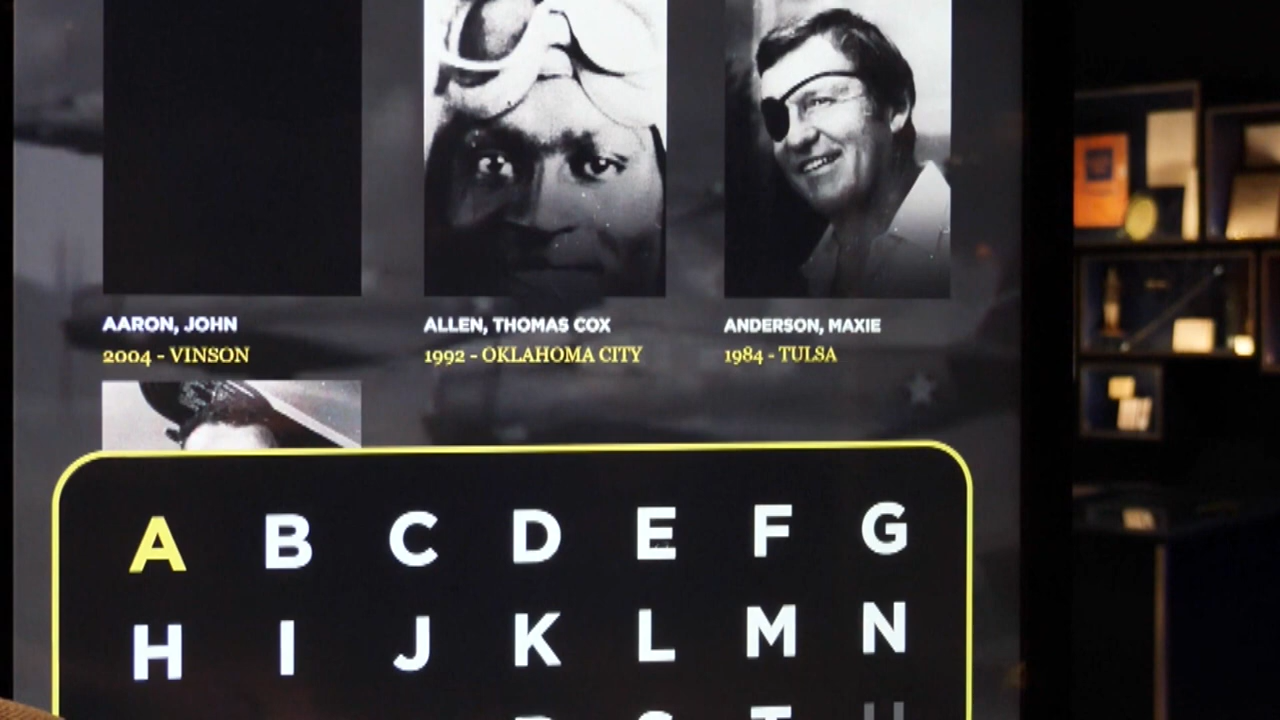 AARON, JOHN
2004 - VINSON
ALLEN, THOMAS COX
1992 - OKLAHOMA CITY
ANDERSON, MAXIE
1984 - TULSA
A B C D E F G
H I J K L M N